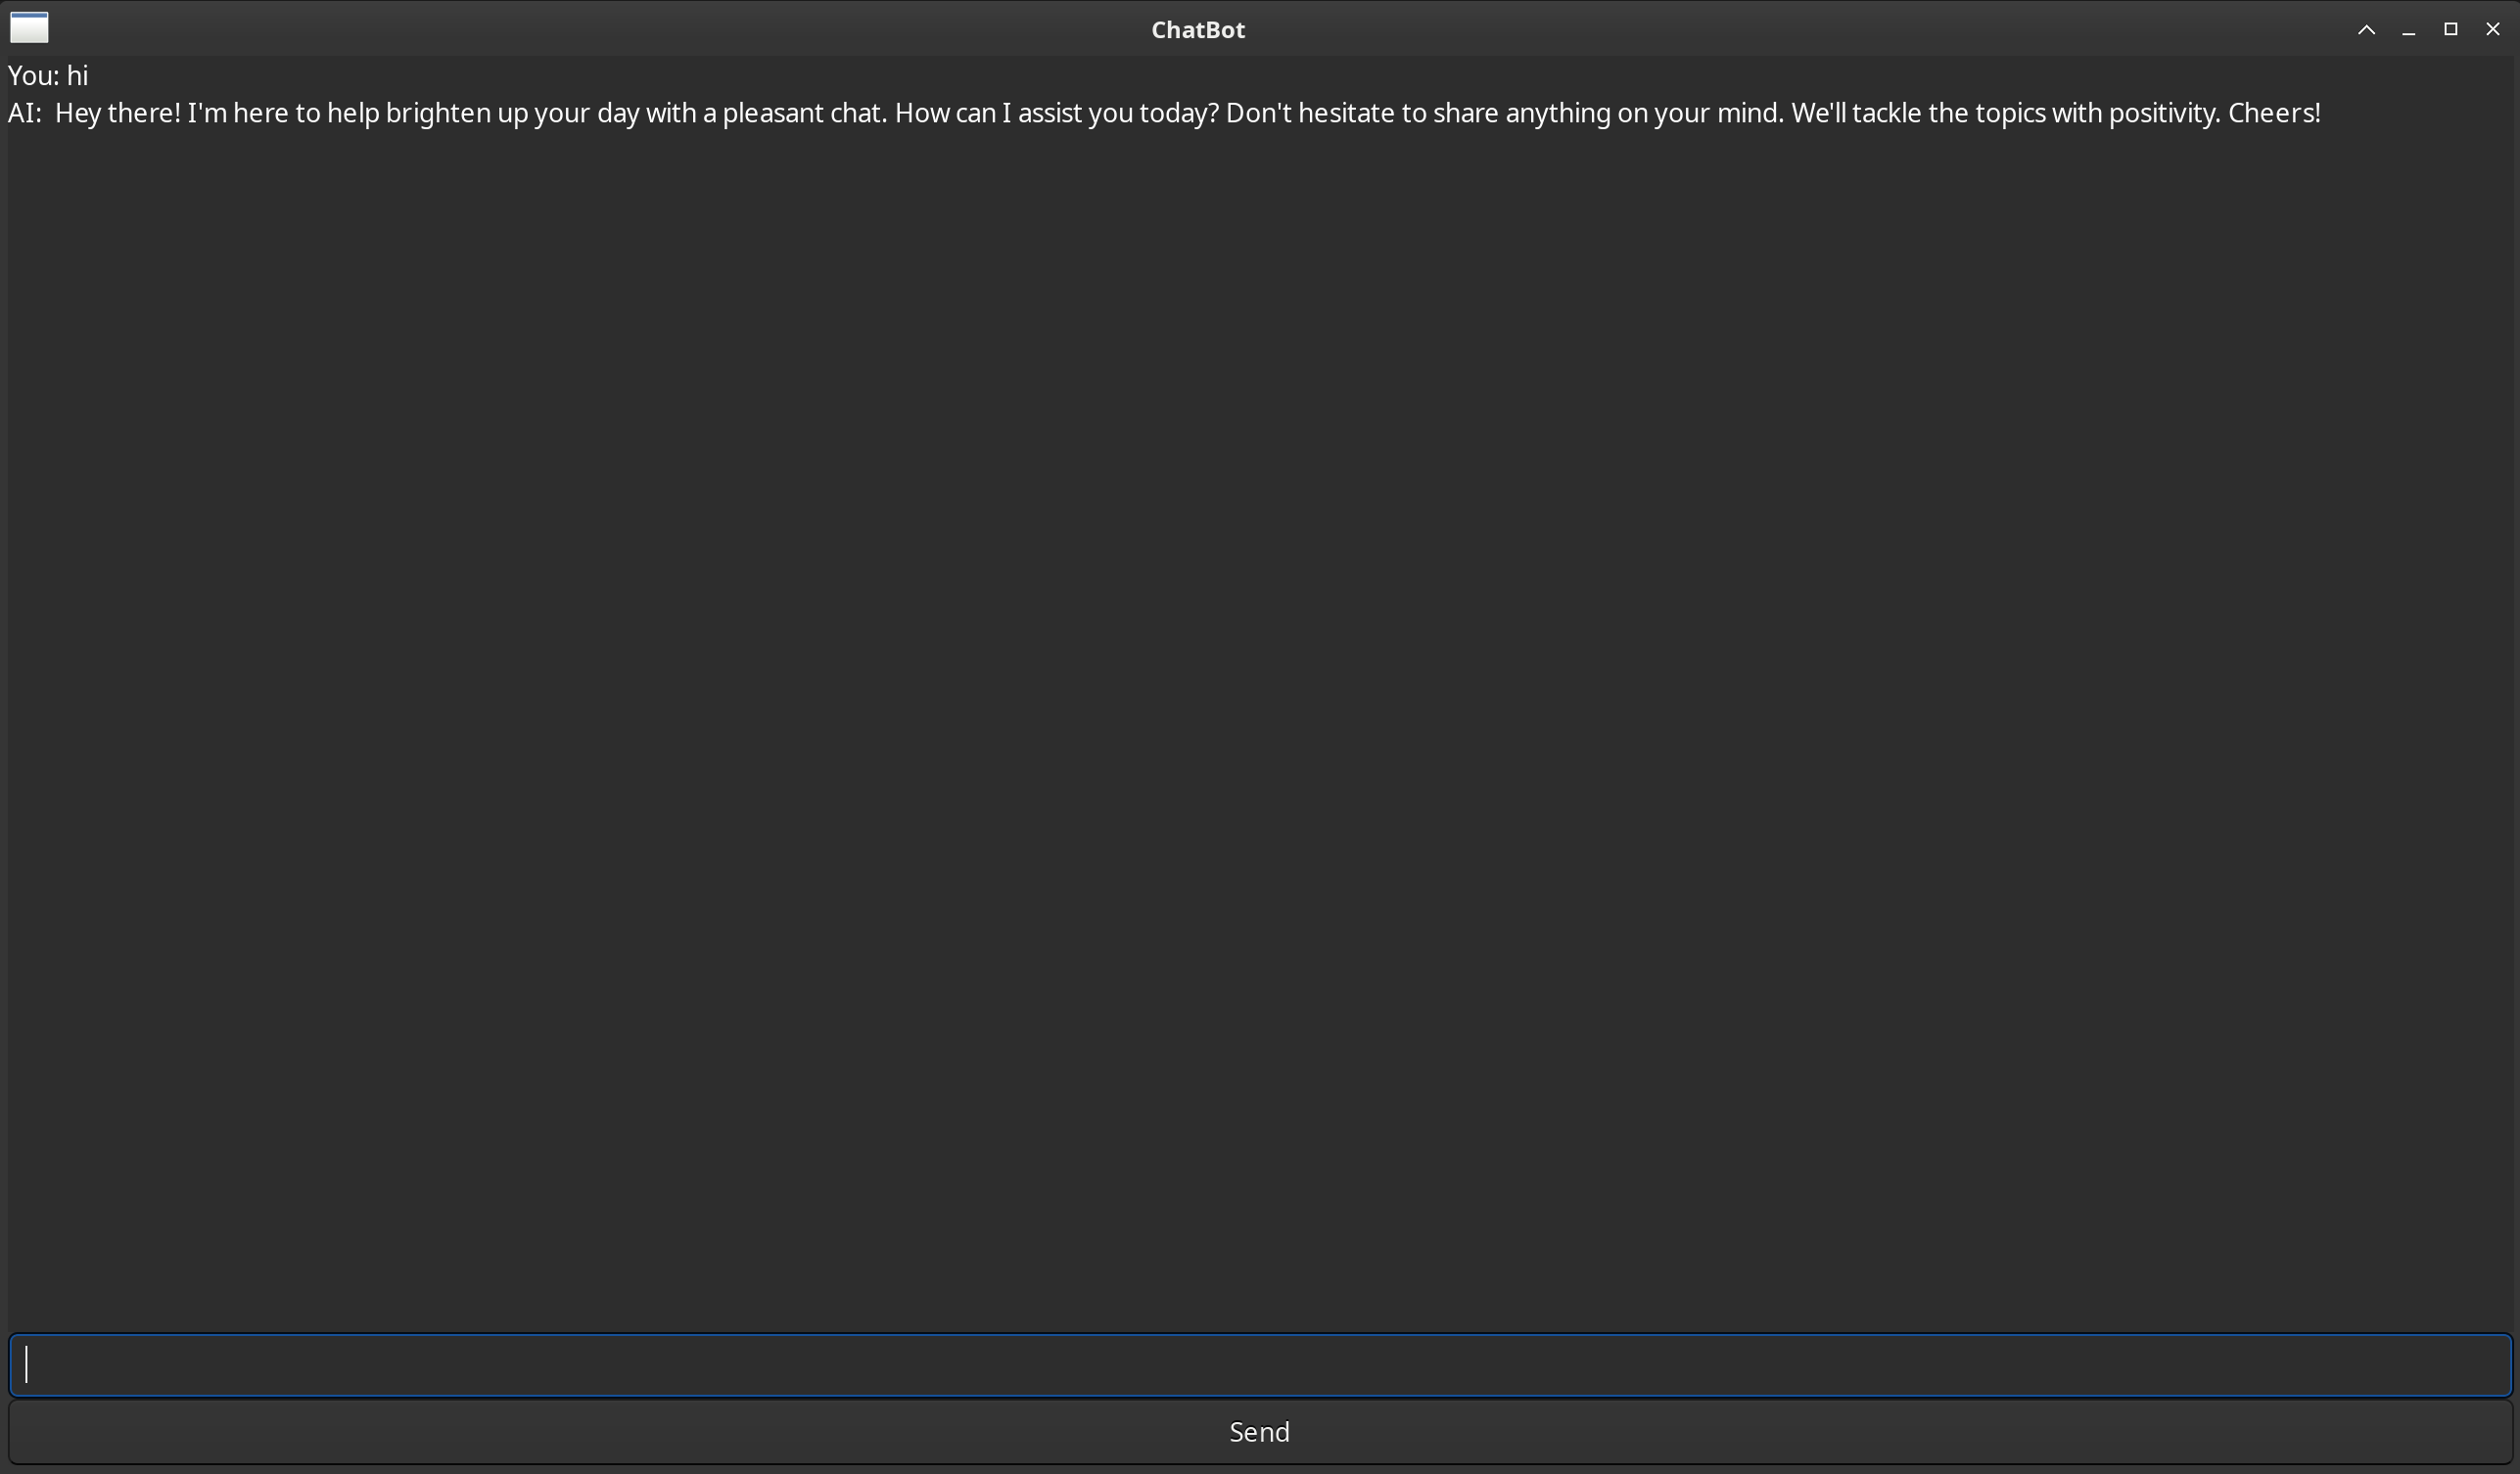 ChatBot
You: hi
AI:  Hey there! I'm here to help brighten up your day with a pleasant chat. How can I assist you today? Don't hesitate to share anything on your mind. We'll tackle the topics with positivity. Cheers!
Send